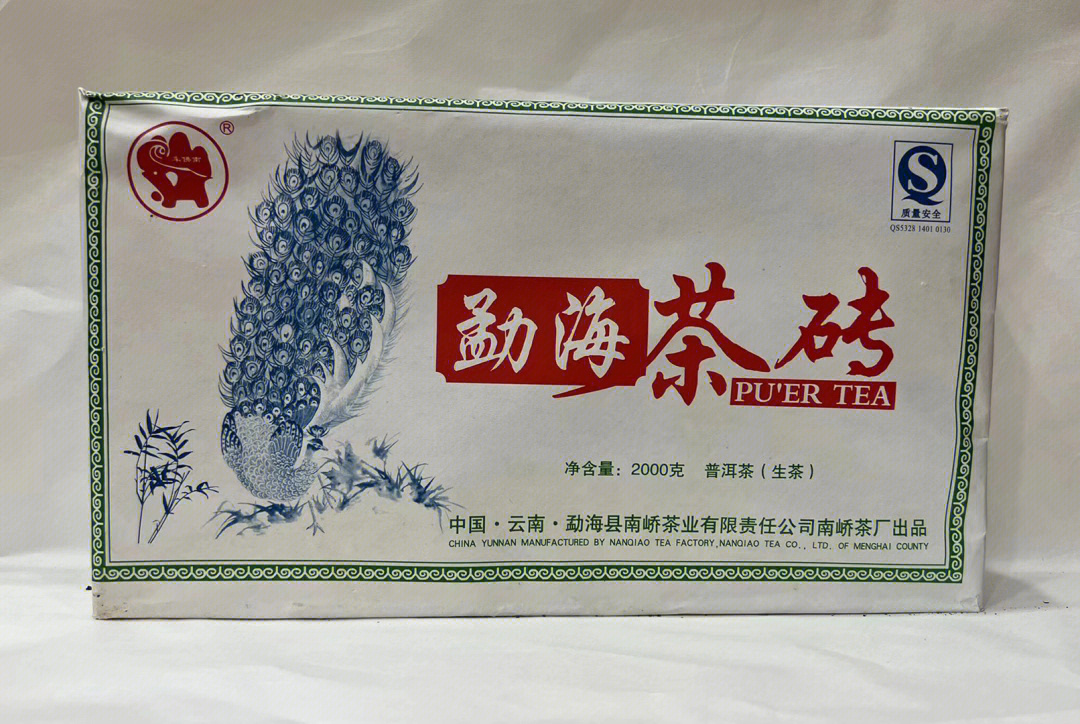 ®
质量安全
QS5328 1401 0130
勐海茶砖
PU'ER TEA
净含量：2000克 普洱茶（生茶）
中国·云南·勐海县南峤茶业有限责任公司南峤茶厂出品
CHINA YUNNAN MANUFACTURED BY NANQIAO TEA FACTORY,NANQIAO TEA CO., LTD. OF MENGHAI COUNTY